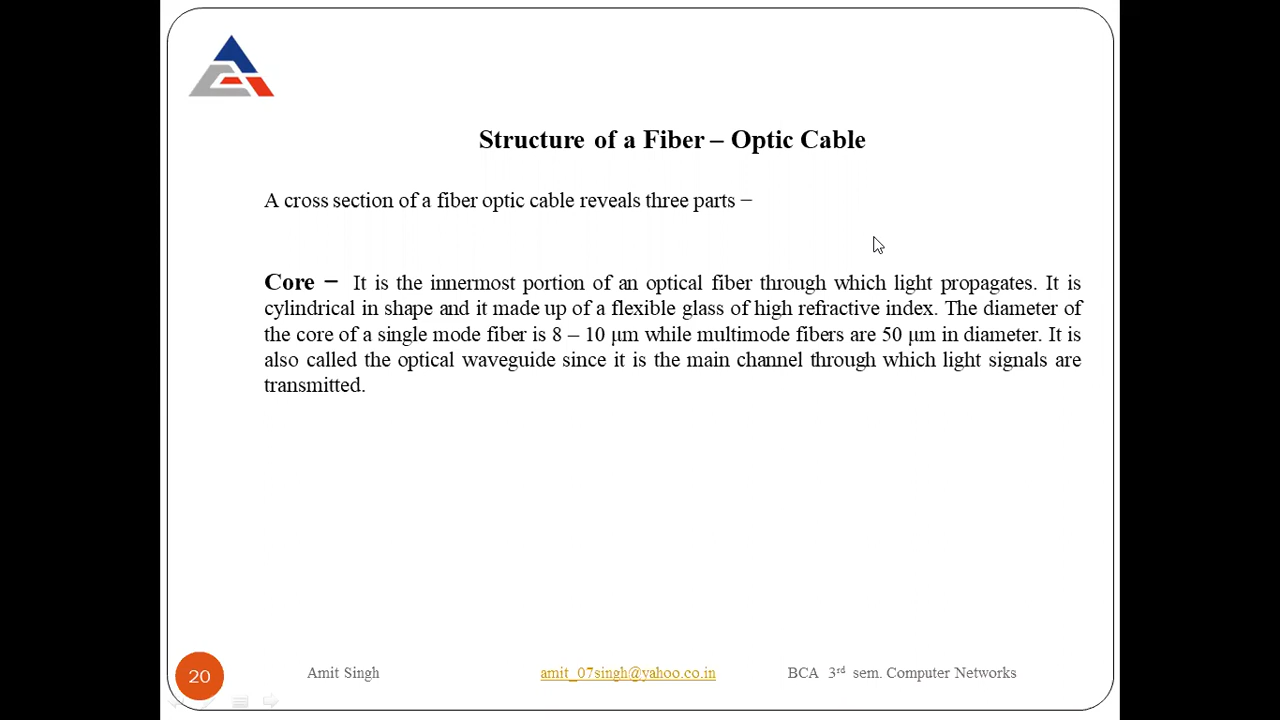 Structure of a Fiber – Optic Cable
A cross section of a fiber optic cable reveals three parts −
Core − It is the innermost portion of an optical fiber through which light propagates. It is
cylindrical in shape and it made up of a flexible glass of high refractive index. The diameter of
the core of a single mode fiber is 8 – 10 μm while multimode fibers are 50 μm in diameter. It is
also called the optical waveguide since it is the main channel through which light signals are
transmitted.
20
Amit Singh
amit_07singh@yahoo.co.in
BCA 3rd sem. Computer Networks